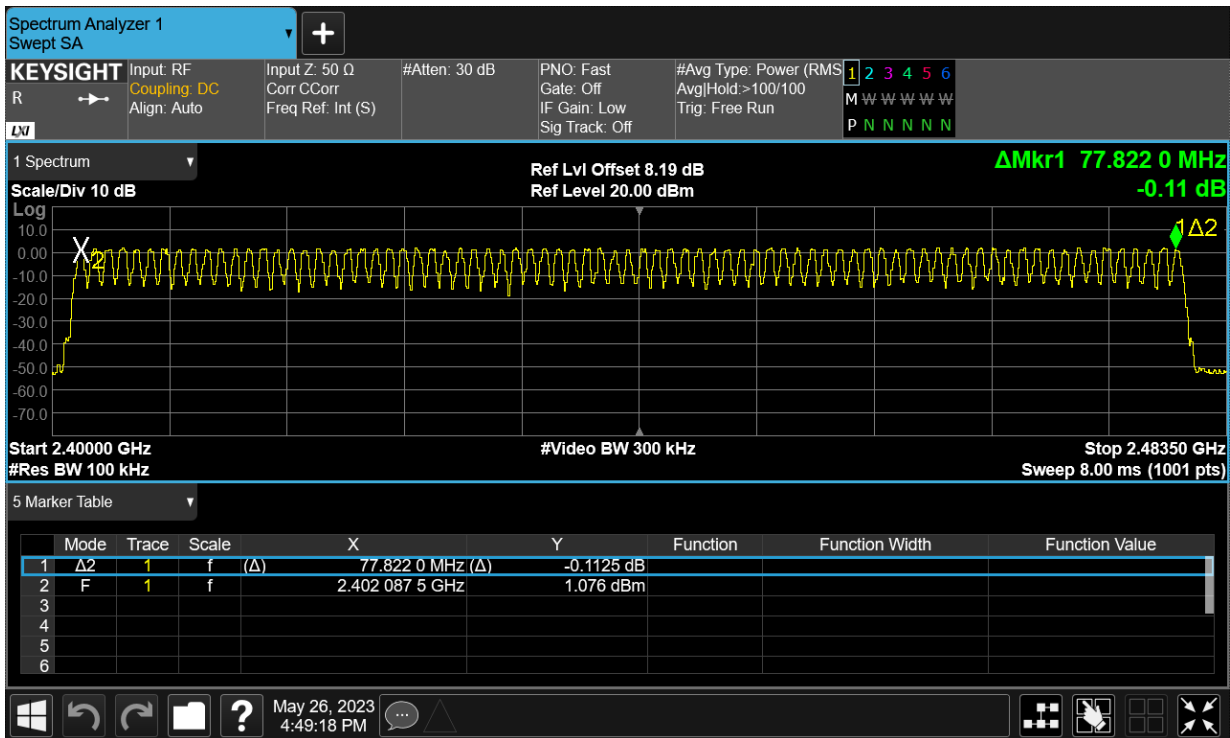 Spectrum Analyzer 1
Swept SA
+
KEYSIGHT
R
LXI
Input: RF
Coupling: DC
Align: Auto
Input Z: 50 Ω
Corr CCorr
Freq Ref: Int (S)
#Atten: 30 dB
PNO: Fast
Gate: Off
IF Gain: Low
Sig Track: Off
#Avg Type: Power (RMS
Avg|Hold:>100/100
Trig: Free Run
1 2 3 4 5 6
M W W W W W
P N N N N N
1 Spectrum
Scale/Div 10 dB
Ref Lvl Offset 8.19 dB
Ref Level 20.00 dBm
ΔMkr1 77.822 0 MHz
-0.11 dB
Log
10.0
0.00
-10.0
-20.0
-30.0
-40.0
-50.0
-60.0
-70.0
X
2
1Δ2
Start 2.40000 GHz
#Video BW 300 kHz
Stop 2.48350 GHz
#Res BW 100 kHz
Sweep 8.00 ms (1001 pts)
5 Marker Table
Mode Trace Scale X Y Function Function Width Function Value
1 Δ2 1 f (Δ) 77.822 0 MHz (Δ) -0.1125 dB
2 F 1 f 2.402 087 5 GHz 1.076 dBm
3
4
5
6
?
May 26, 2023
4:49:18 PM